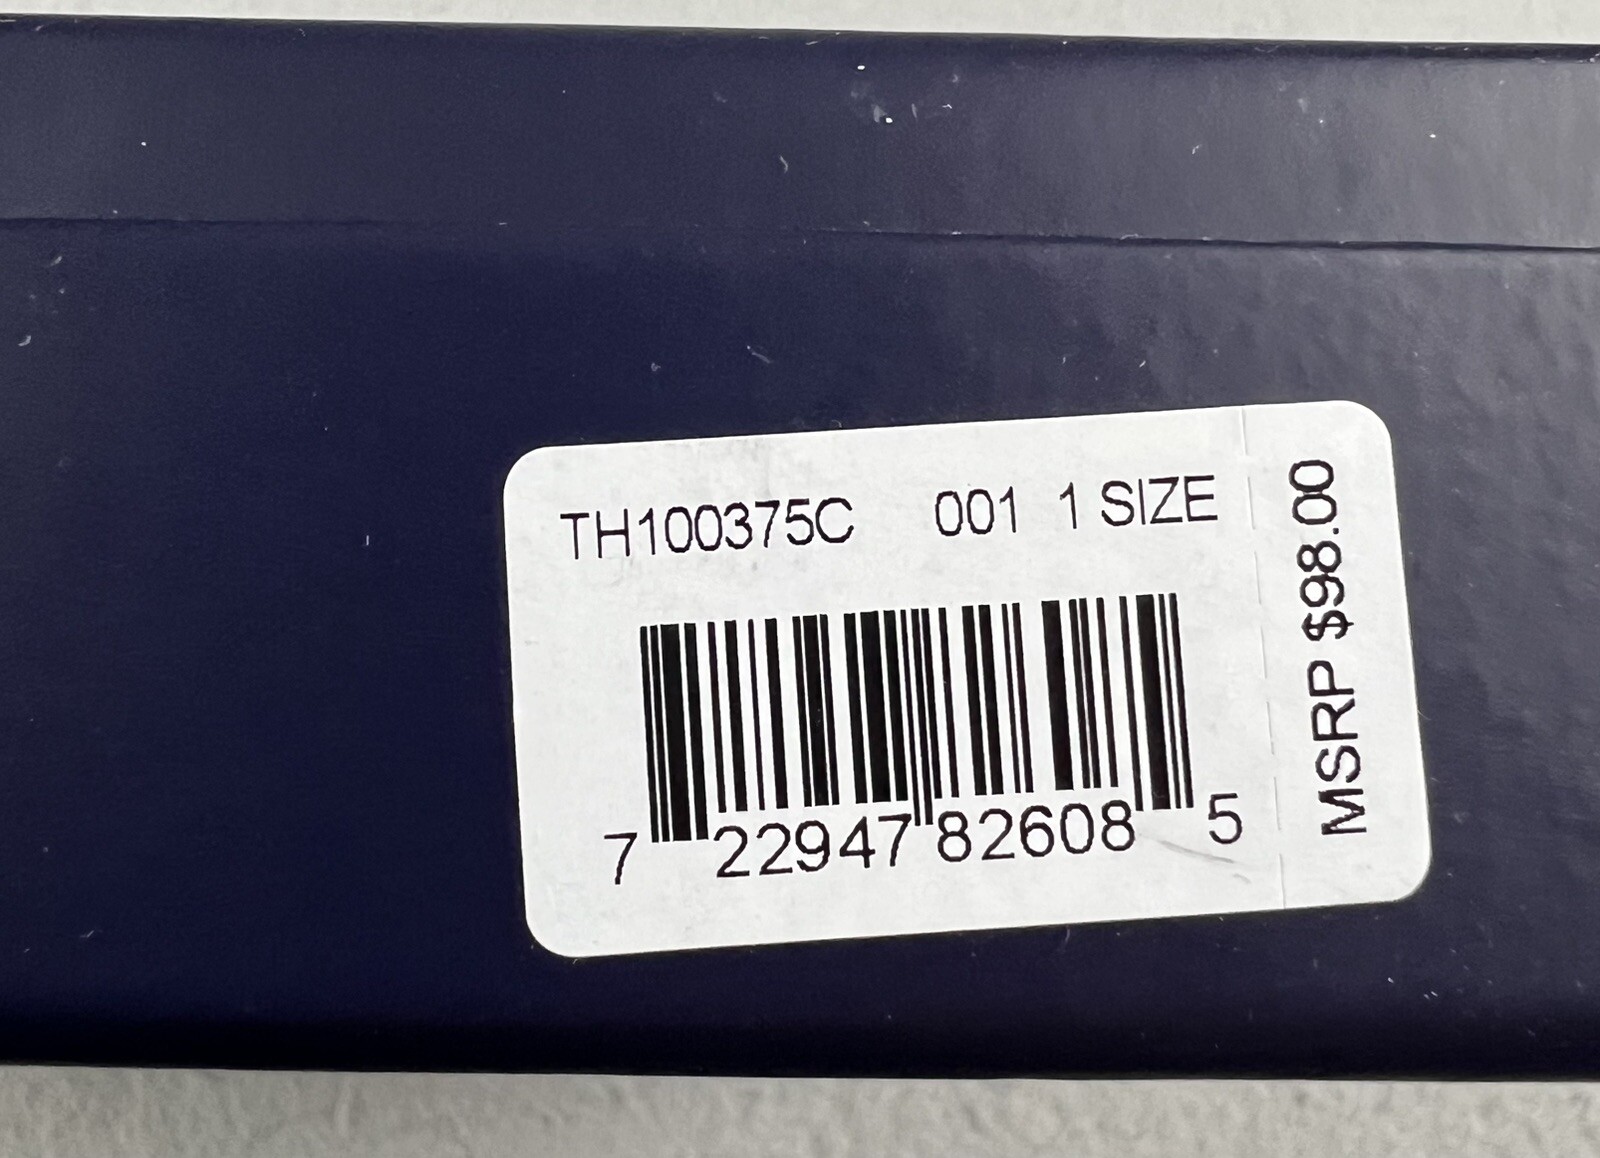 TH100375C 001 1 SIZE
7 22947 82608 5
MSRP $98.00